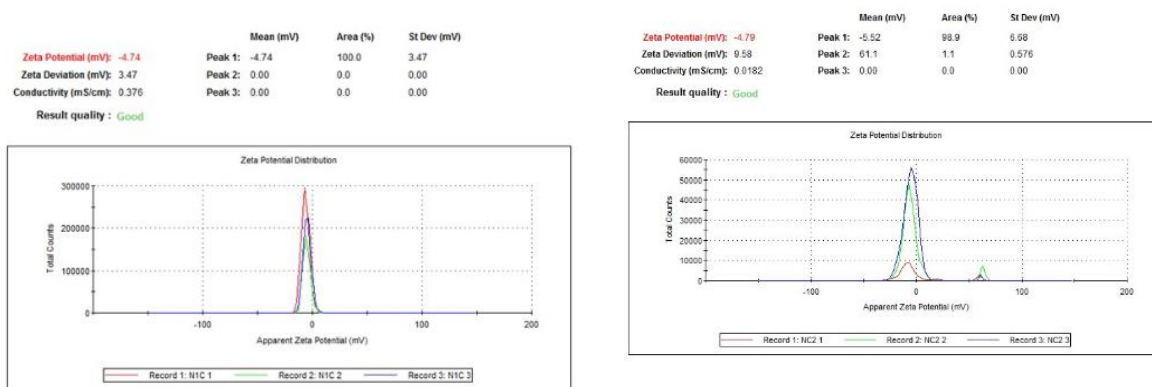 Mean (mV) Area (%) St Dev (mV)
Zeta Potential (mV): -4.74 Peak 1: -4.74 100.0 3.47
Zeta Deviation (mV): 3.47 Peak 2: 0.00 0.0 0.00
Conductivity (mS/cm): 0.376 Peak 3: 0.00 0.0 0.00
Result quality : Good
Zeta Potential Distribution
Total Counts
300000
200000
100000
0
-100 0 100 200
Apparent Zeta Potential (mV)
Record 1: N1C 1 Record 2: N1C 2 Record 3: N1C 3
Mean (mV) Area (%) St Dev (mV)
Zeta Potential (mV): -4.79 Peak 1: -5.52 98.9 6.68
Zeta Deviation (mV): 9.58 Peak 2: 61.1 1.1 0.576
Conductivity (mS/cm): 0.0182 Peak 3: 0.00 0.0 0.00
Result quality : Good
Zeta Potential Distribution
Total Counts
60000
50000
40000
30000
20000
10000
0
-100 0 100 200
Apparent Zeta Potential (mV)
Record 1: NC2 1 Record 2: NC2 2 Record 3: NC2 3